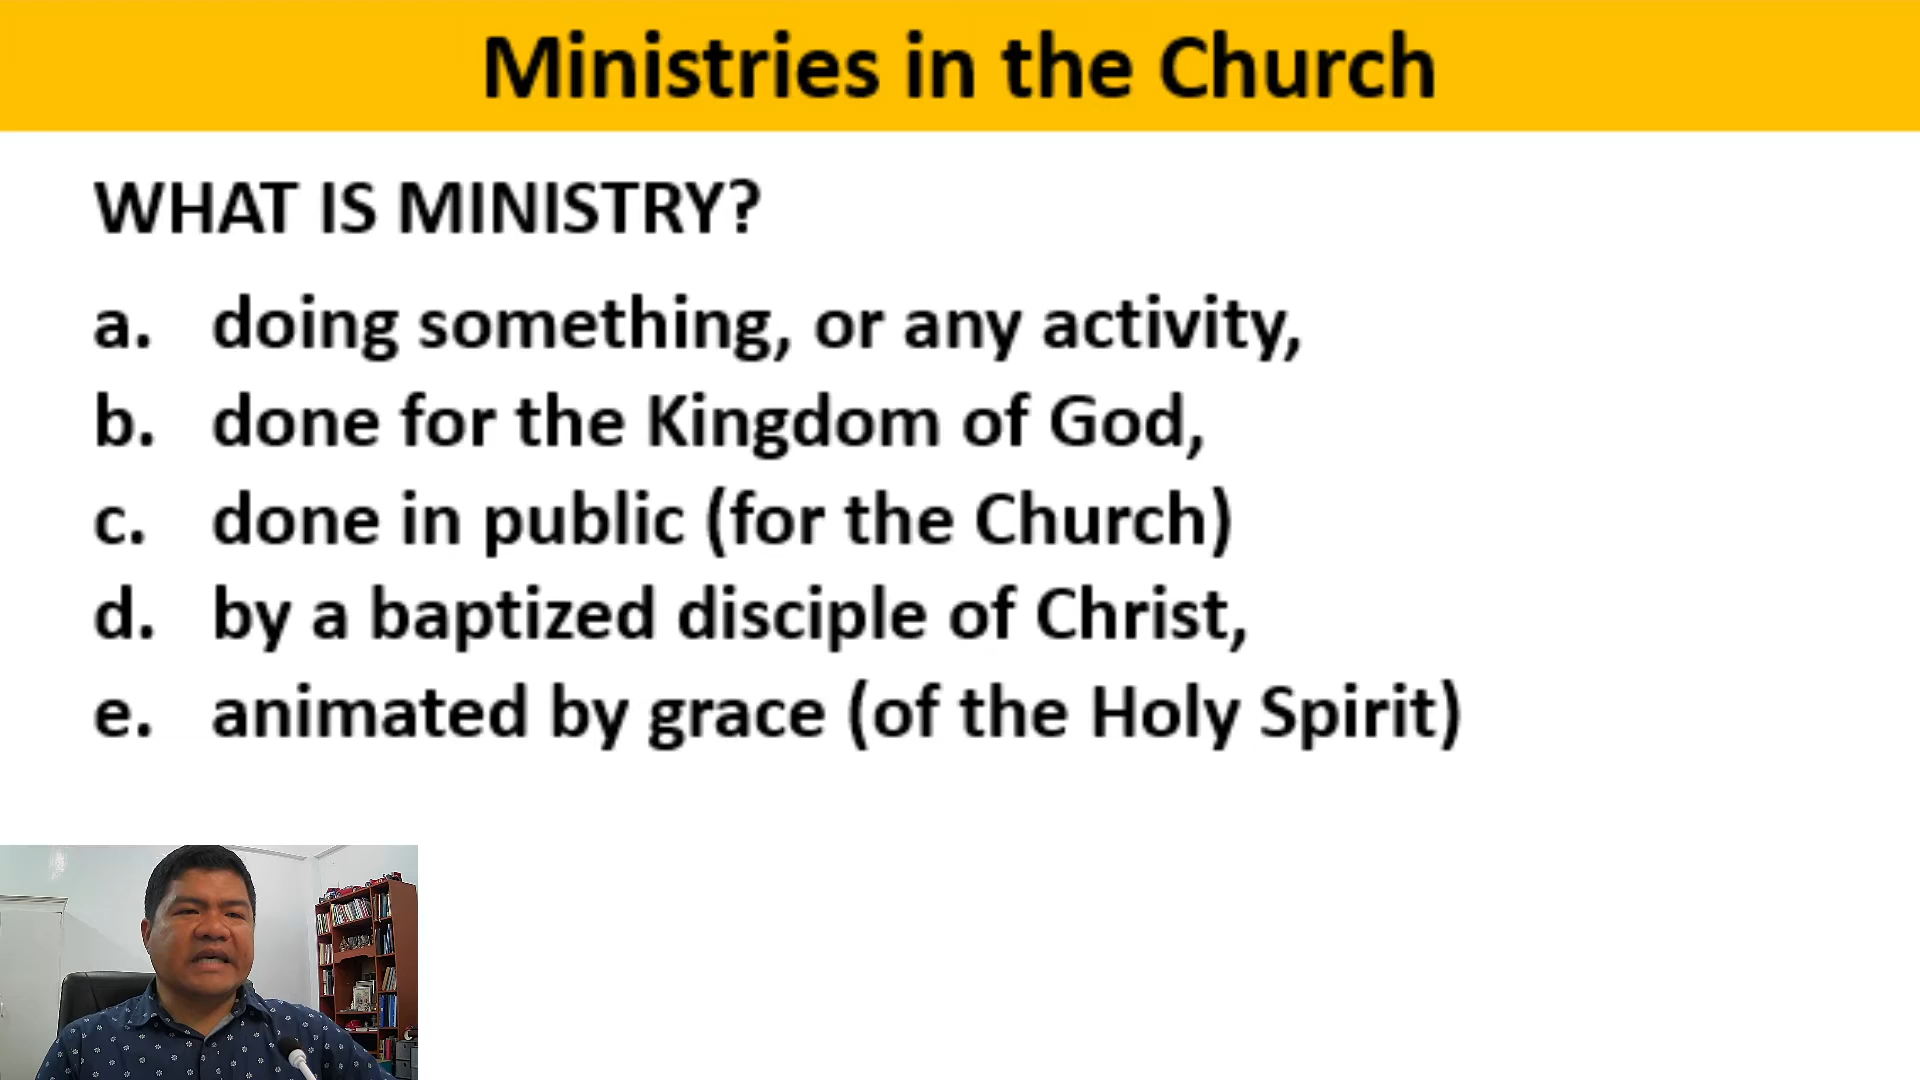 Ministries in the Church
WHAT IS MINISTRY?
a. doing something, or any activity,
b. done for the Kingdom of God,
c. done in public (for the Church)
d. by a baptized disciple of Christ,
e. animated by grace (of the Holy Spirit)